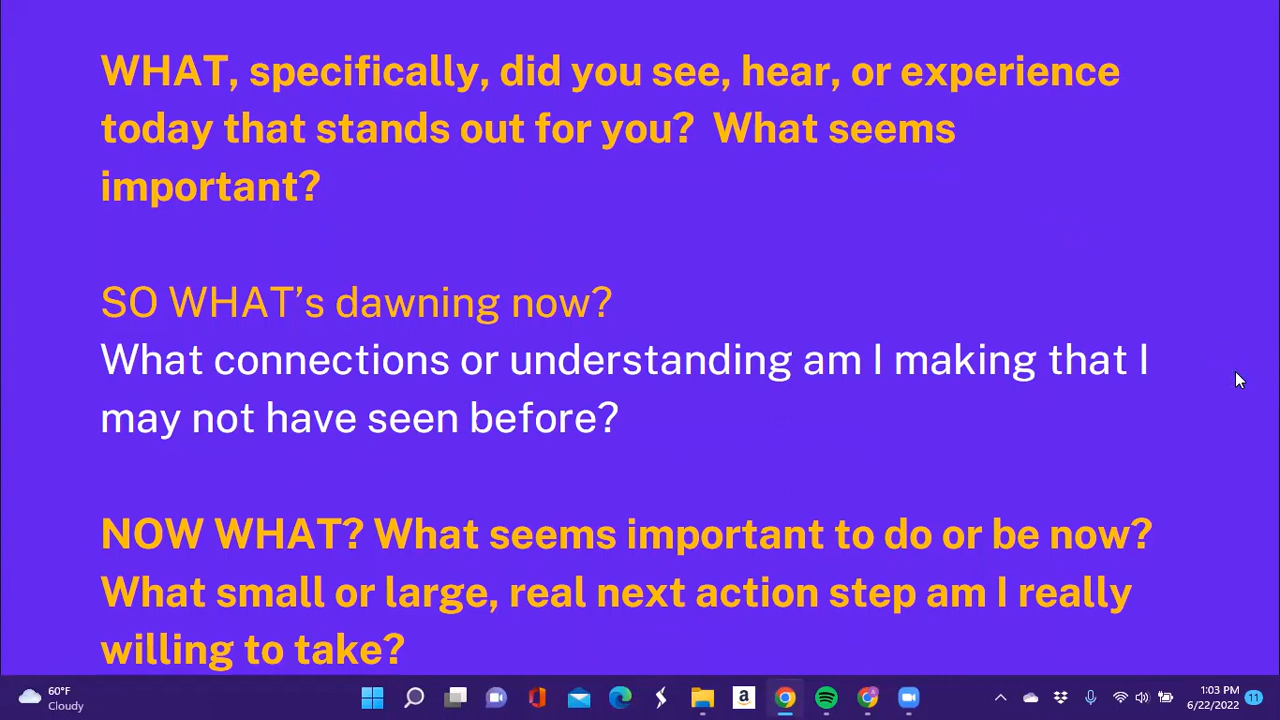 WHAT, specifically, did you see, hear, or experience
today that stands out for you?  What seems
important?
SO WHAT’s dawning now?
What connections or understanding am I making that I
may not have seen before?
NOW WHAT? What seems important to do or be now?
What small or large, real next action step am I really
willing to take?
60°F
Cloudy
a
A
1:03 PM
6/22/2022
11